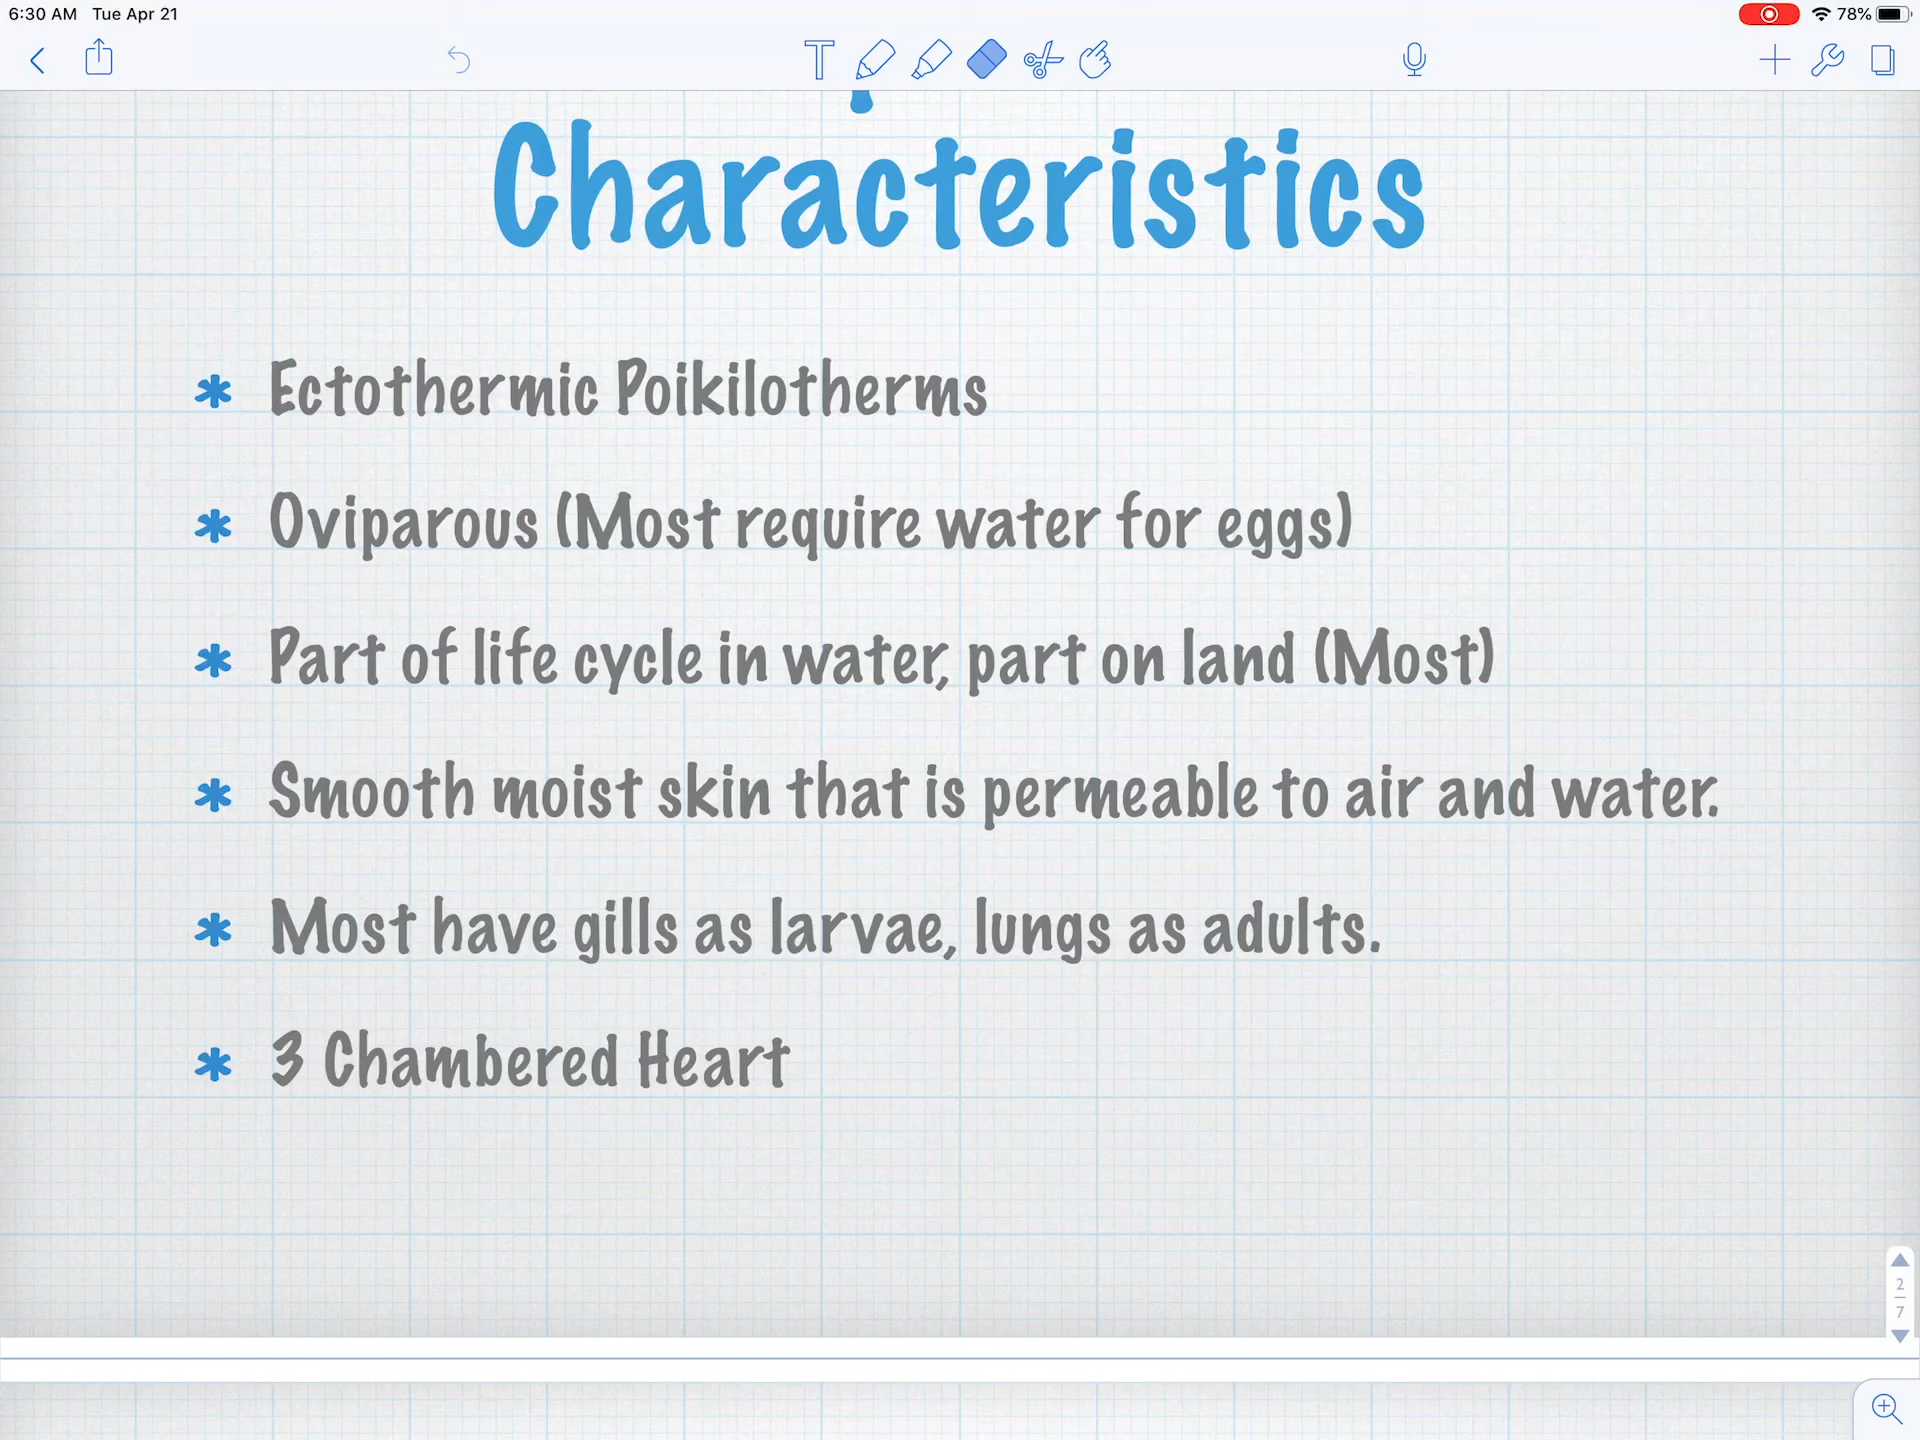 6:30 AM Tue Apr 21
78%
T
Characteristics
* Ectothermic Poikilotherms
* Oviparous (Most require water for eggs)
* Part of life cycle in water, part on land (Most)
* Smooth moist skin that is permeable to air and water.
* Most have gills as larvae, lungs as adults.
* 3 Chambered Heart
2
7